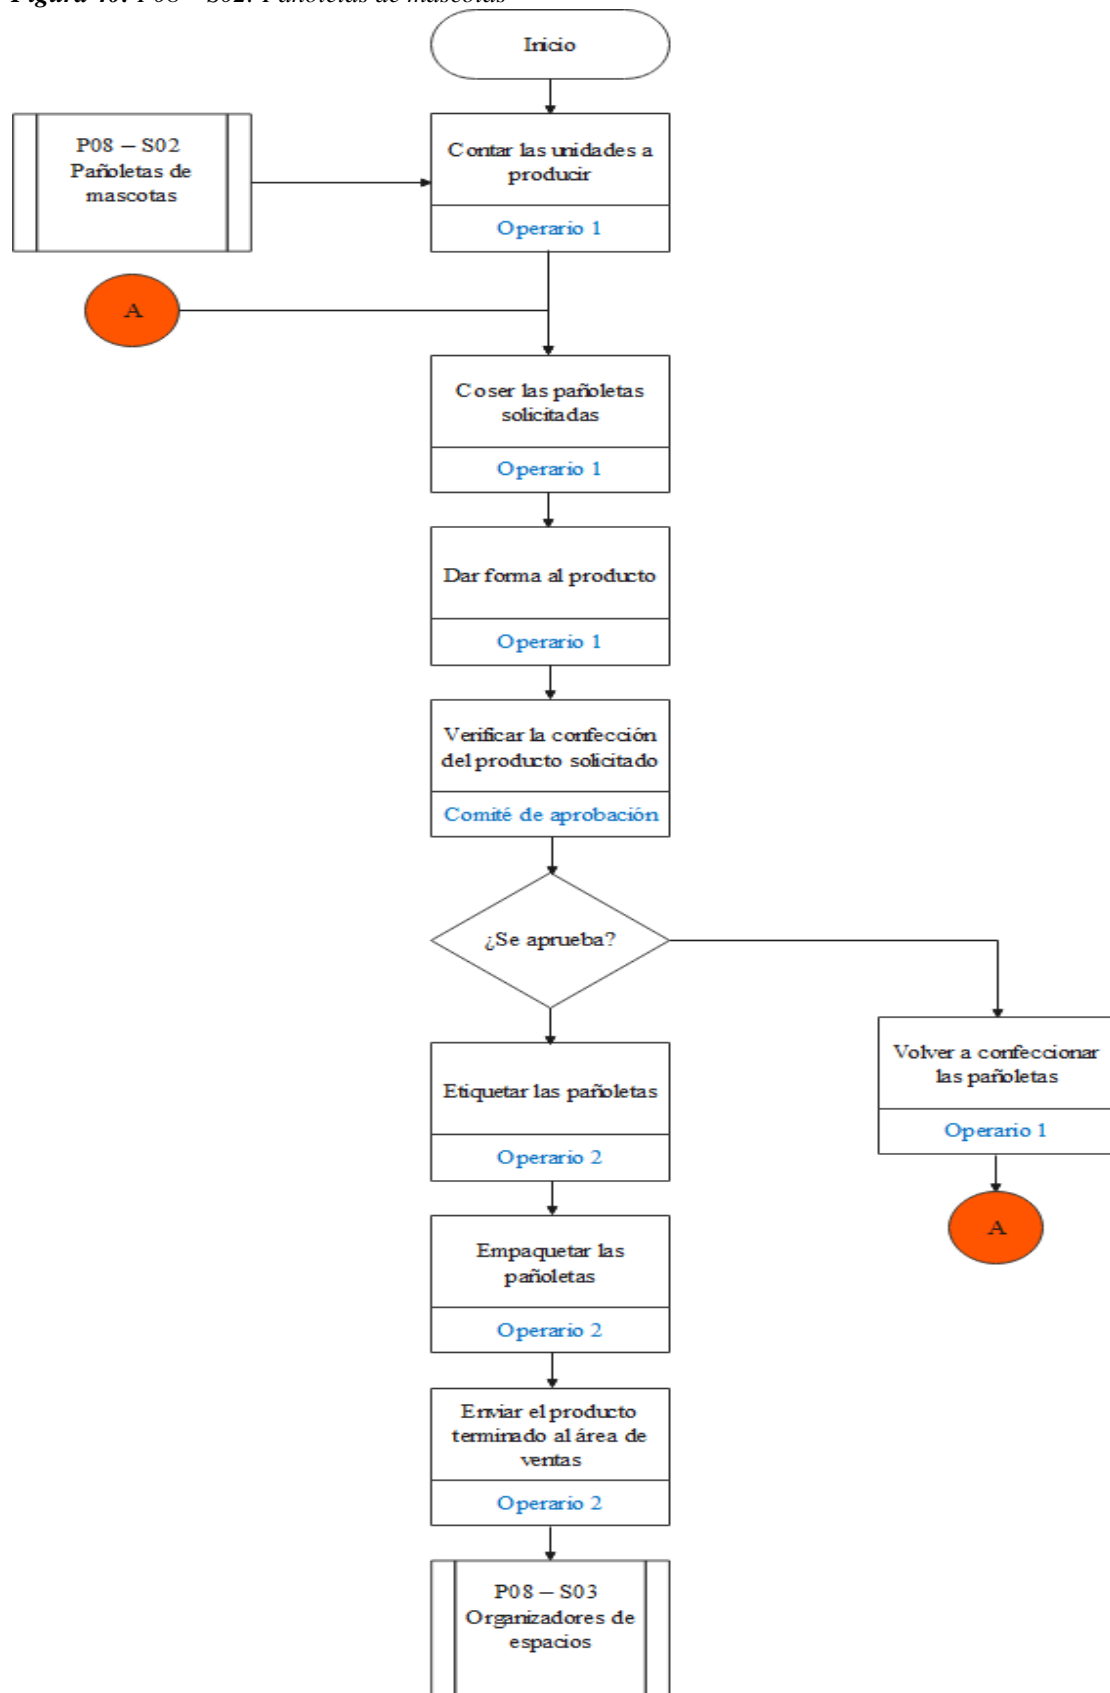 Inicio
P08 – S02
Pañoletas de
mascotas
Contar las unidades a
producir
Operario 1
A
Coser las pañoletas
solicitadas
Operario 1
Dar forma al producto
Operario 1
Verificar la confección
del producto solicitado
Comité de aprobación
¿Se aprueba?
Volver a confeccionar
las pañoletas
Operario 1
A
Etiquetar las pañoletas
Operario 2
Empaquetar las
pañoletas
Operario 2
Enviar el producto
terminado al área de
ventas
Operario 2
P08 – S03
Organizadores de
espacios